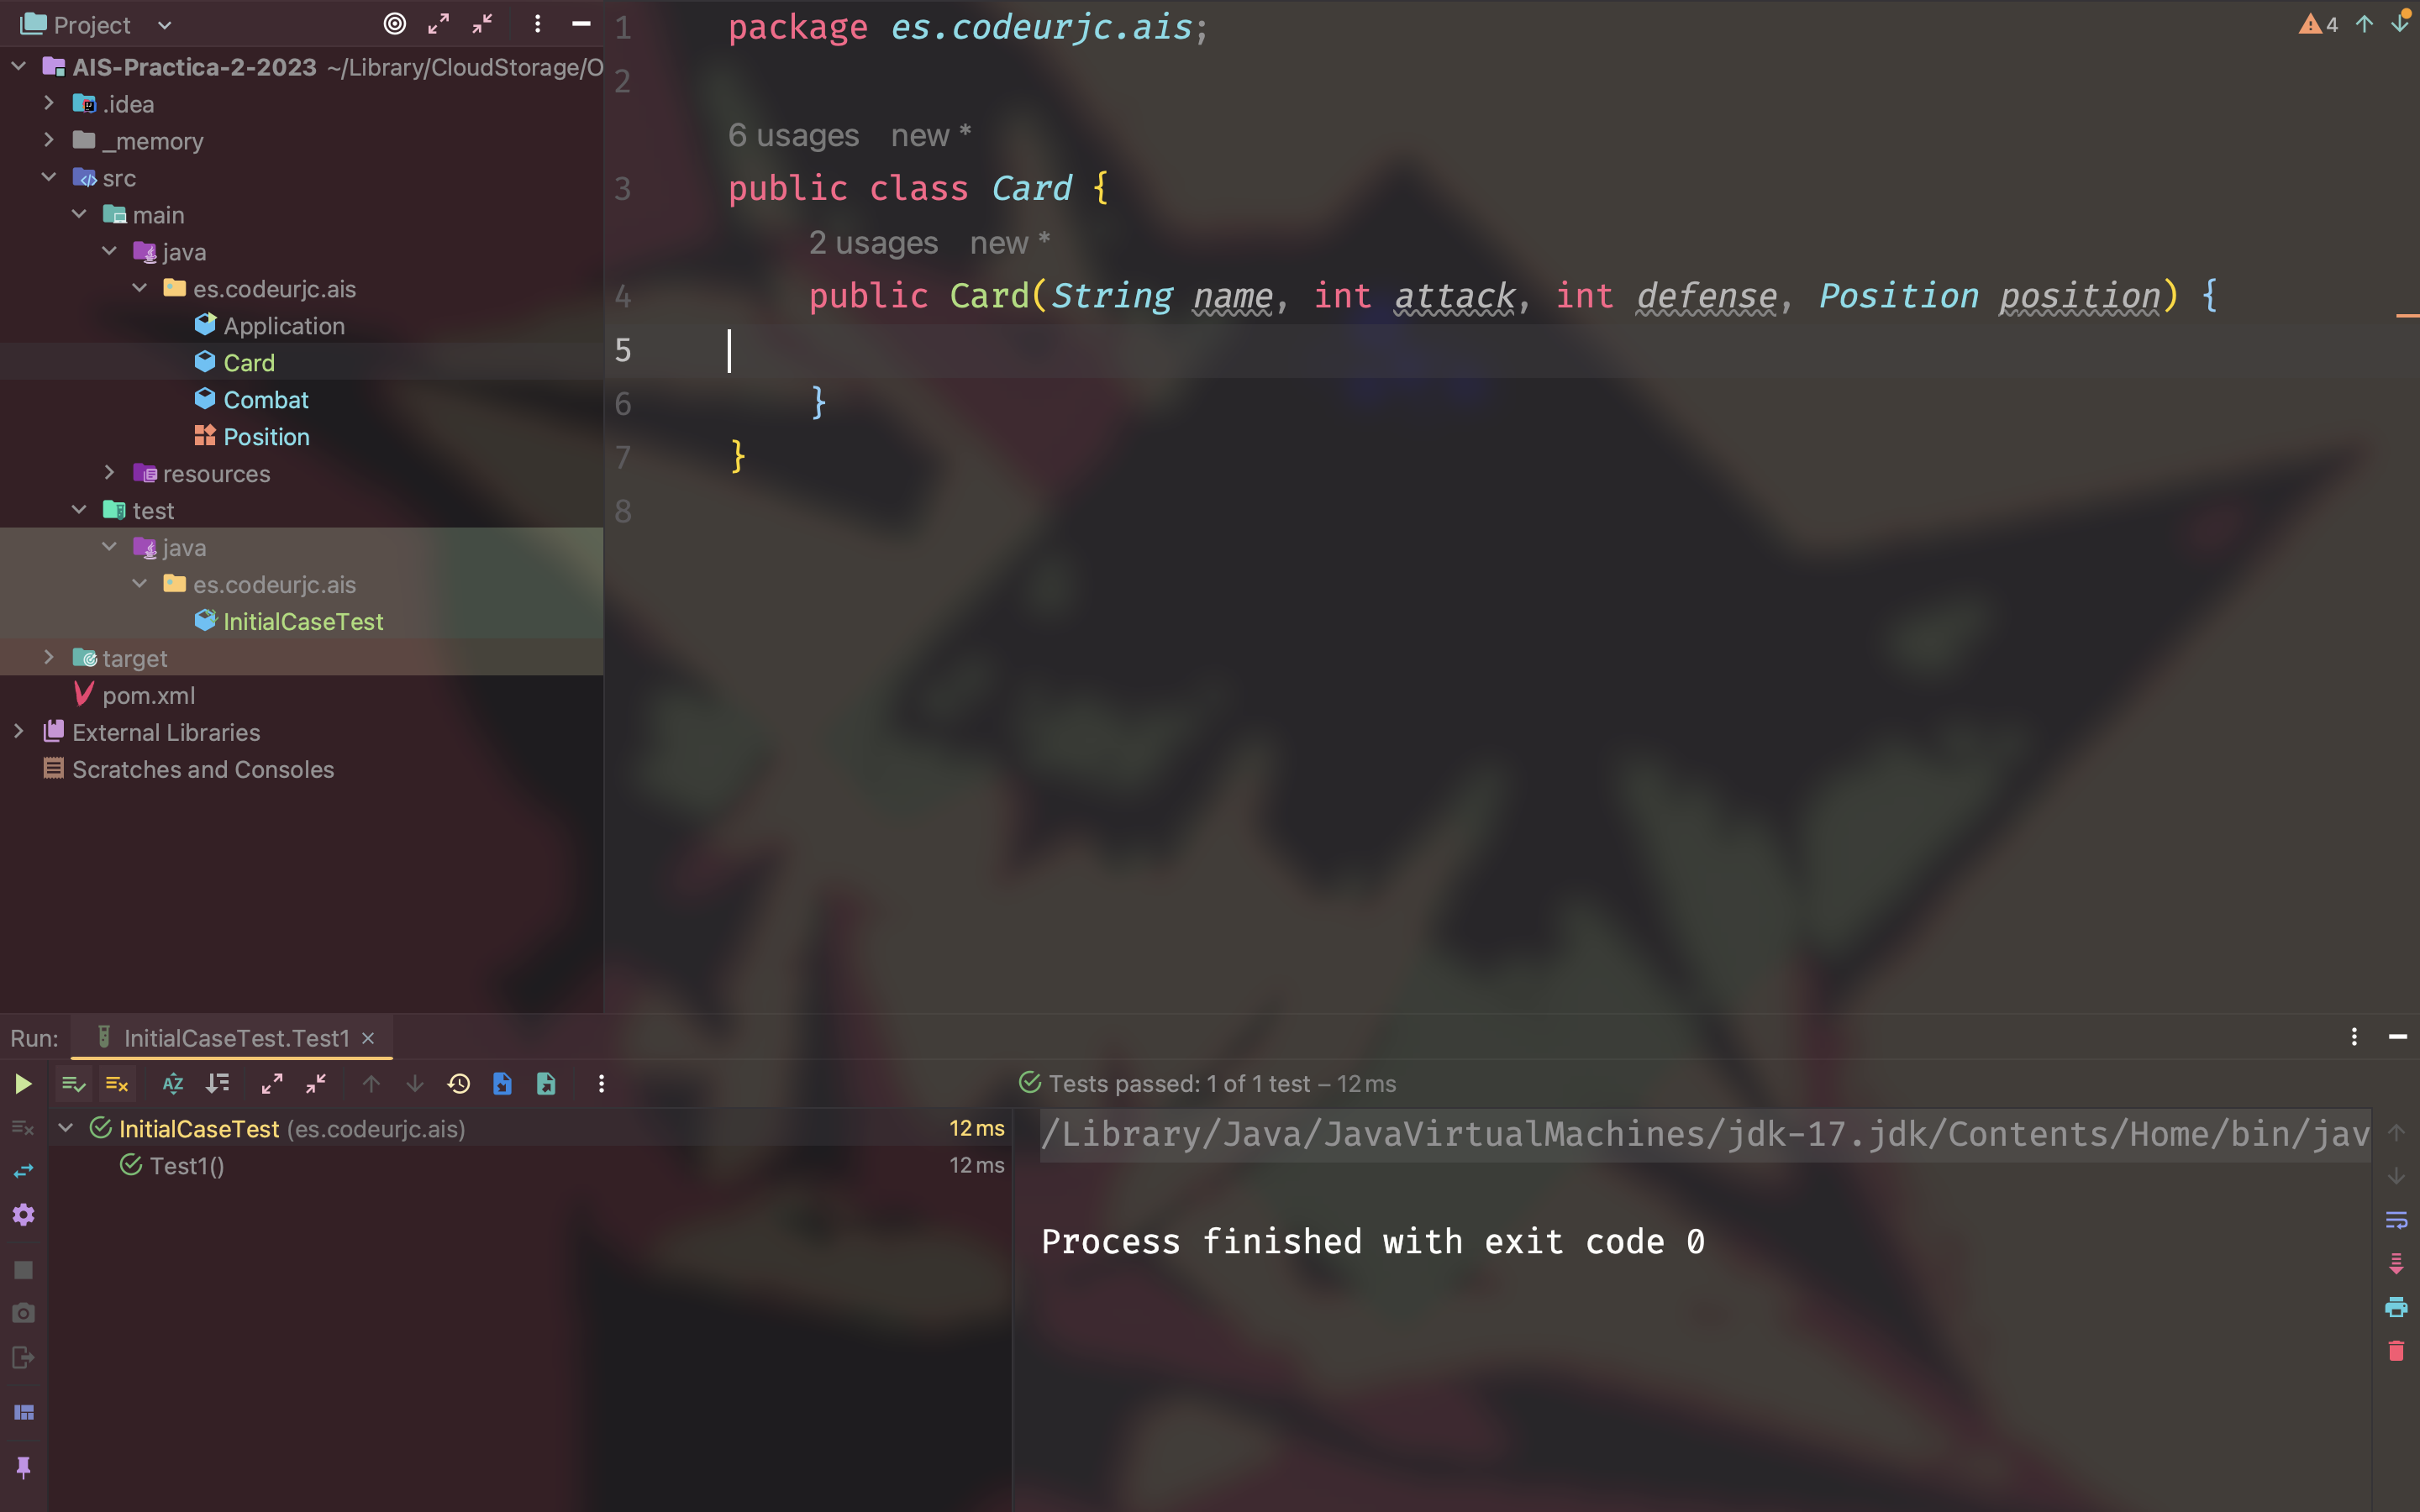 Project
AIS-Practica-2-2023 ~/Library/CloudStorage/O
.idea
_memory
src
main
java
es.codeurjc.ais
Application
Card
Combat
Position
resources
test
java
es.codeurjc.ais
InitialCaseTest
target
pom.xml
External Libraries
Scratches and Consoles
1 package es.codeurjc.ais;
2
6 usages new *
3 public class Card {
2 usages new *
4 public Card(String name, int attack, int defense, Position position) {
5
6 }
7 }
8
4
Run: InitialCaseTest.Test1 ×
Tests passed: 1 of 1 test – 12 ms
InitialCaseTest (es.codeurjc.ais) 12 ms
Test1() 12 ms
/Library/Java/JavaVirtualMachines/jdk-17.jdk/Contents/Home/bin/jav
Process finished with exit code 0